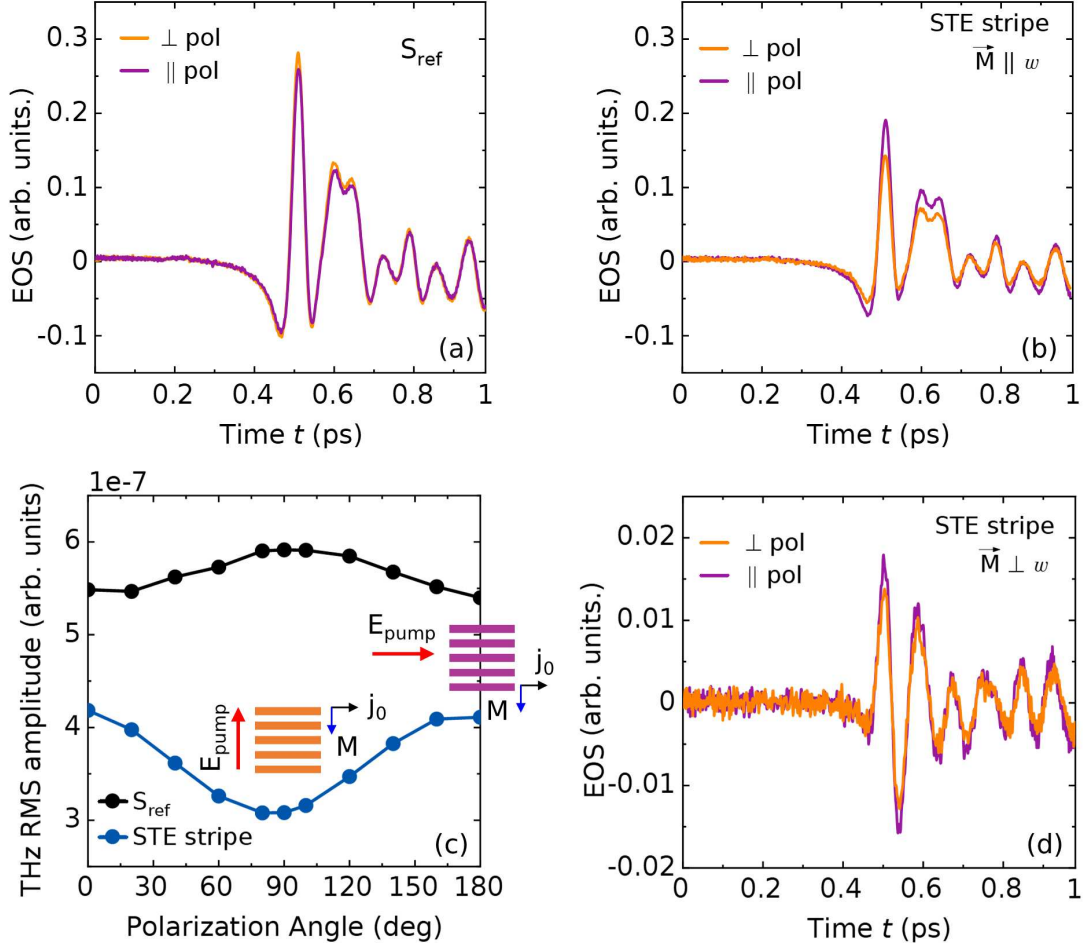 0.3
0.2
0.1
0
-0.1
EOS (arb. units.)
⊥ pol
∥ pol
S_ref
(a)
0 0.2 0.4 0.6 0.8 1
Time t (ps)
0.3
0.2
0.1
0
-0.1
EOS (arb. units.)
⊥ pol
∥ pol
STE stripe
M⃗ ∥ w
(b)
0 0.2 0.4 0.6 0.8 1
Time t (ps)
1e-7
6
5
4
3
THz RMS amplitude (arb. units)
E_pump
j_0
M
E_pump
j_0
M
S_ref
STE stripe
(c)
0 30 60 90 120 150 180
Polarization Angle (deg)
0.02
0.01
0
-0.01
-0.02
EOS (arb. units.)
⊥ pol
∥ pol
STE stripe
M⃗ ⊥ w
(d)
0 0.2 0.4 0.6 0.8 1
Time t (ps)